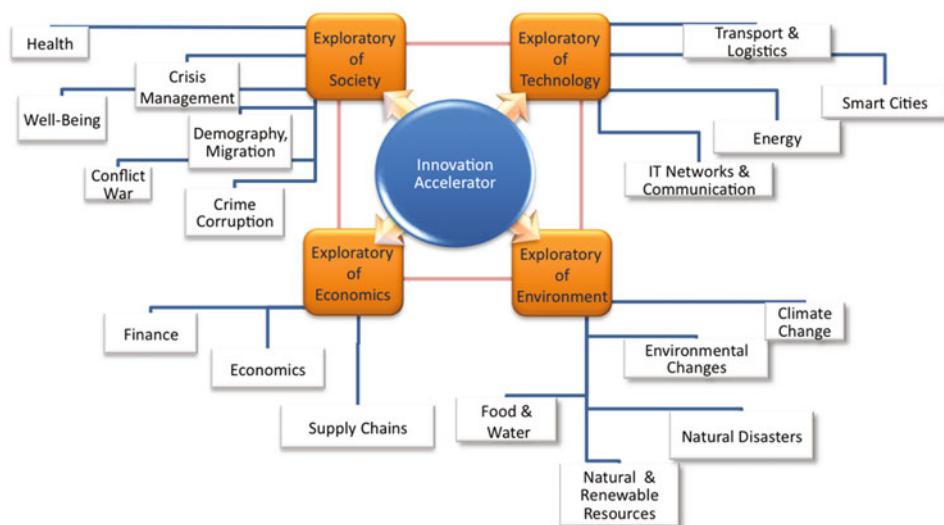 Health
Exploratory
of
Society
Exploratory
of
Technology
Transport &
Logistics
Crisis
Management
Well-Being
Smart Cities
Demography,
Migration
Energy
Innovation
Accelerator
Conflict
War
IT Networks &
Communication
Crime
Corruption
Exploratory
of
Economics
Exploratory
of
Environment
Climate
Change
Finance
Economics
Environmental
Changes
Supply Chains
Food &
Water
Natural Disasters
Natural &
Renewable
Resources